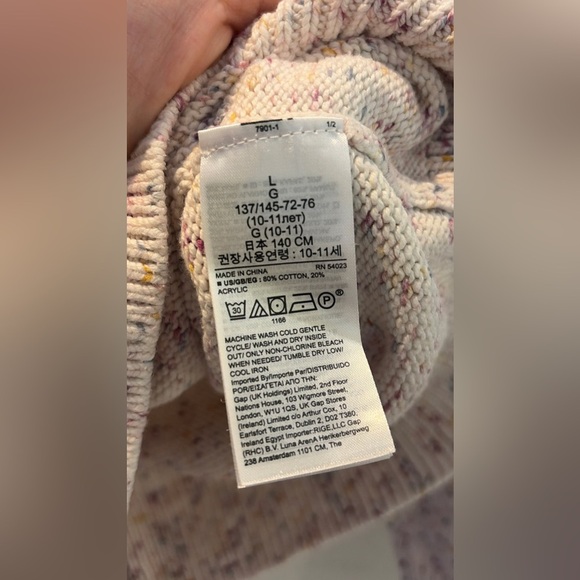 7901-1 1/2
L
G
137/145-72-76
(10-11лет)
G (10-11)
日本 140 CM
권장사용연령 : 10-11세
MADE IN CHINA RN 54023
■ US/GB/EG : 80% COTTON, 20%
ACRYLIC
30 P ®
1166
MACHINE WASH COLD GENTLE
CYCLE/ WASH AND DRY INSIDE
OUT/ ONLY NON-CHLORINE BLEACH
WHEN NEEDED/ TUMBLE DRY LOW/
COOL IRON
Imported By/Importe Par/DISTRIBUIDO
POR/ΕΙΣΑΓΕΤΑΙ ΑΠΟ ΤΗΝ:
Gap (UK Holdings) Limited, 2nd Floor
Nations House, 103 Wigmore Street,
London, W1U 1QS, UK Gap Stores
(Ireland) Limited c/o Arthur Cox, 10
Earlsfort Terrace, Dublin 2, D02 T380,
Ireland Egypt Importer:RIGE,LLC Gap
(RHC) B.V. Luna ArenA Herikerbergweg
238 Amsterdam 1101 CM, The